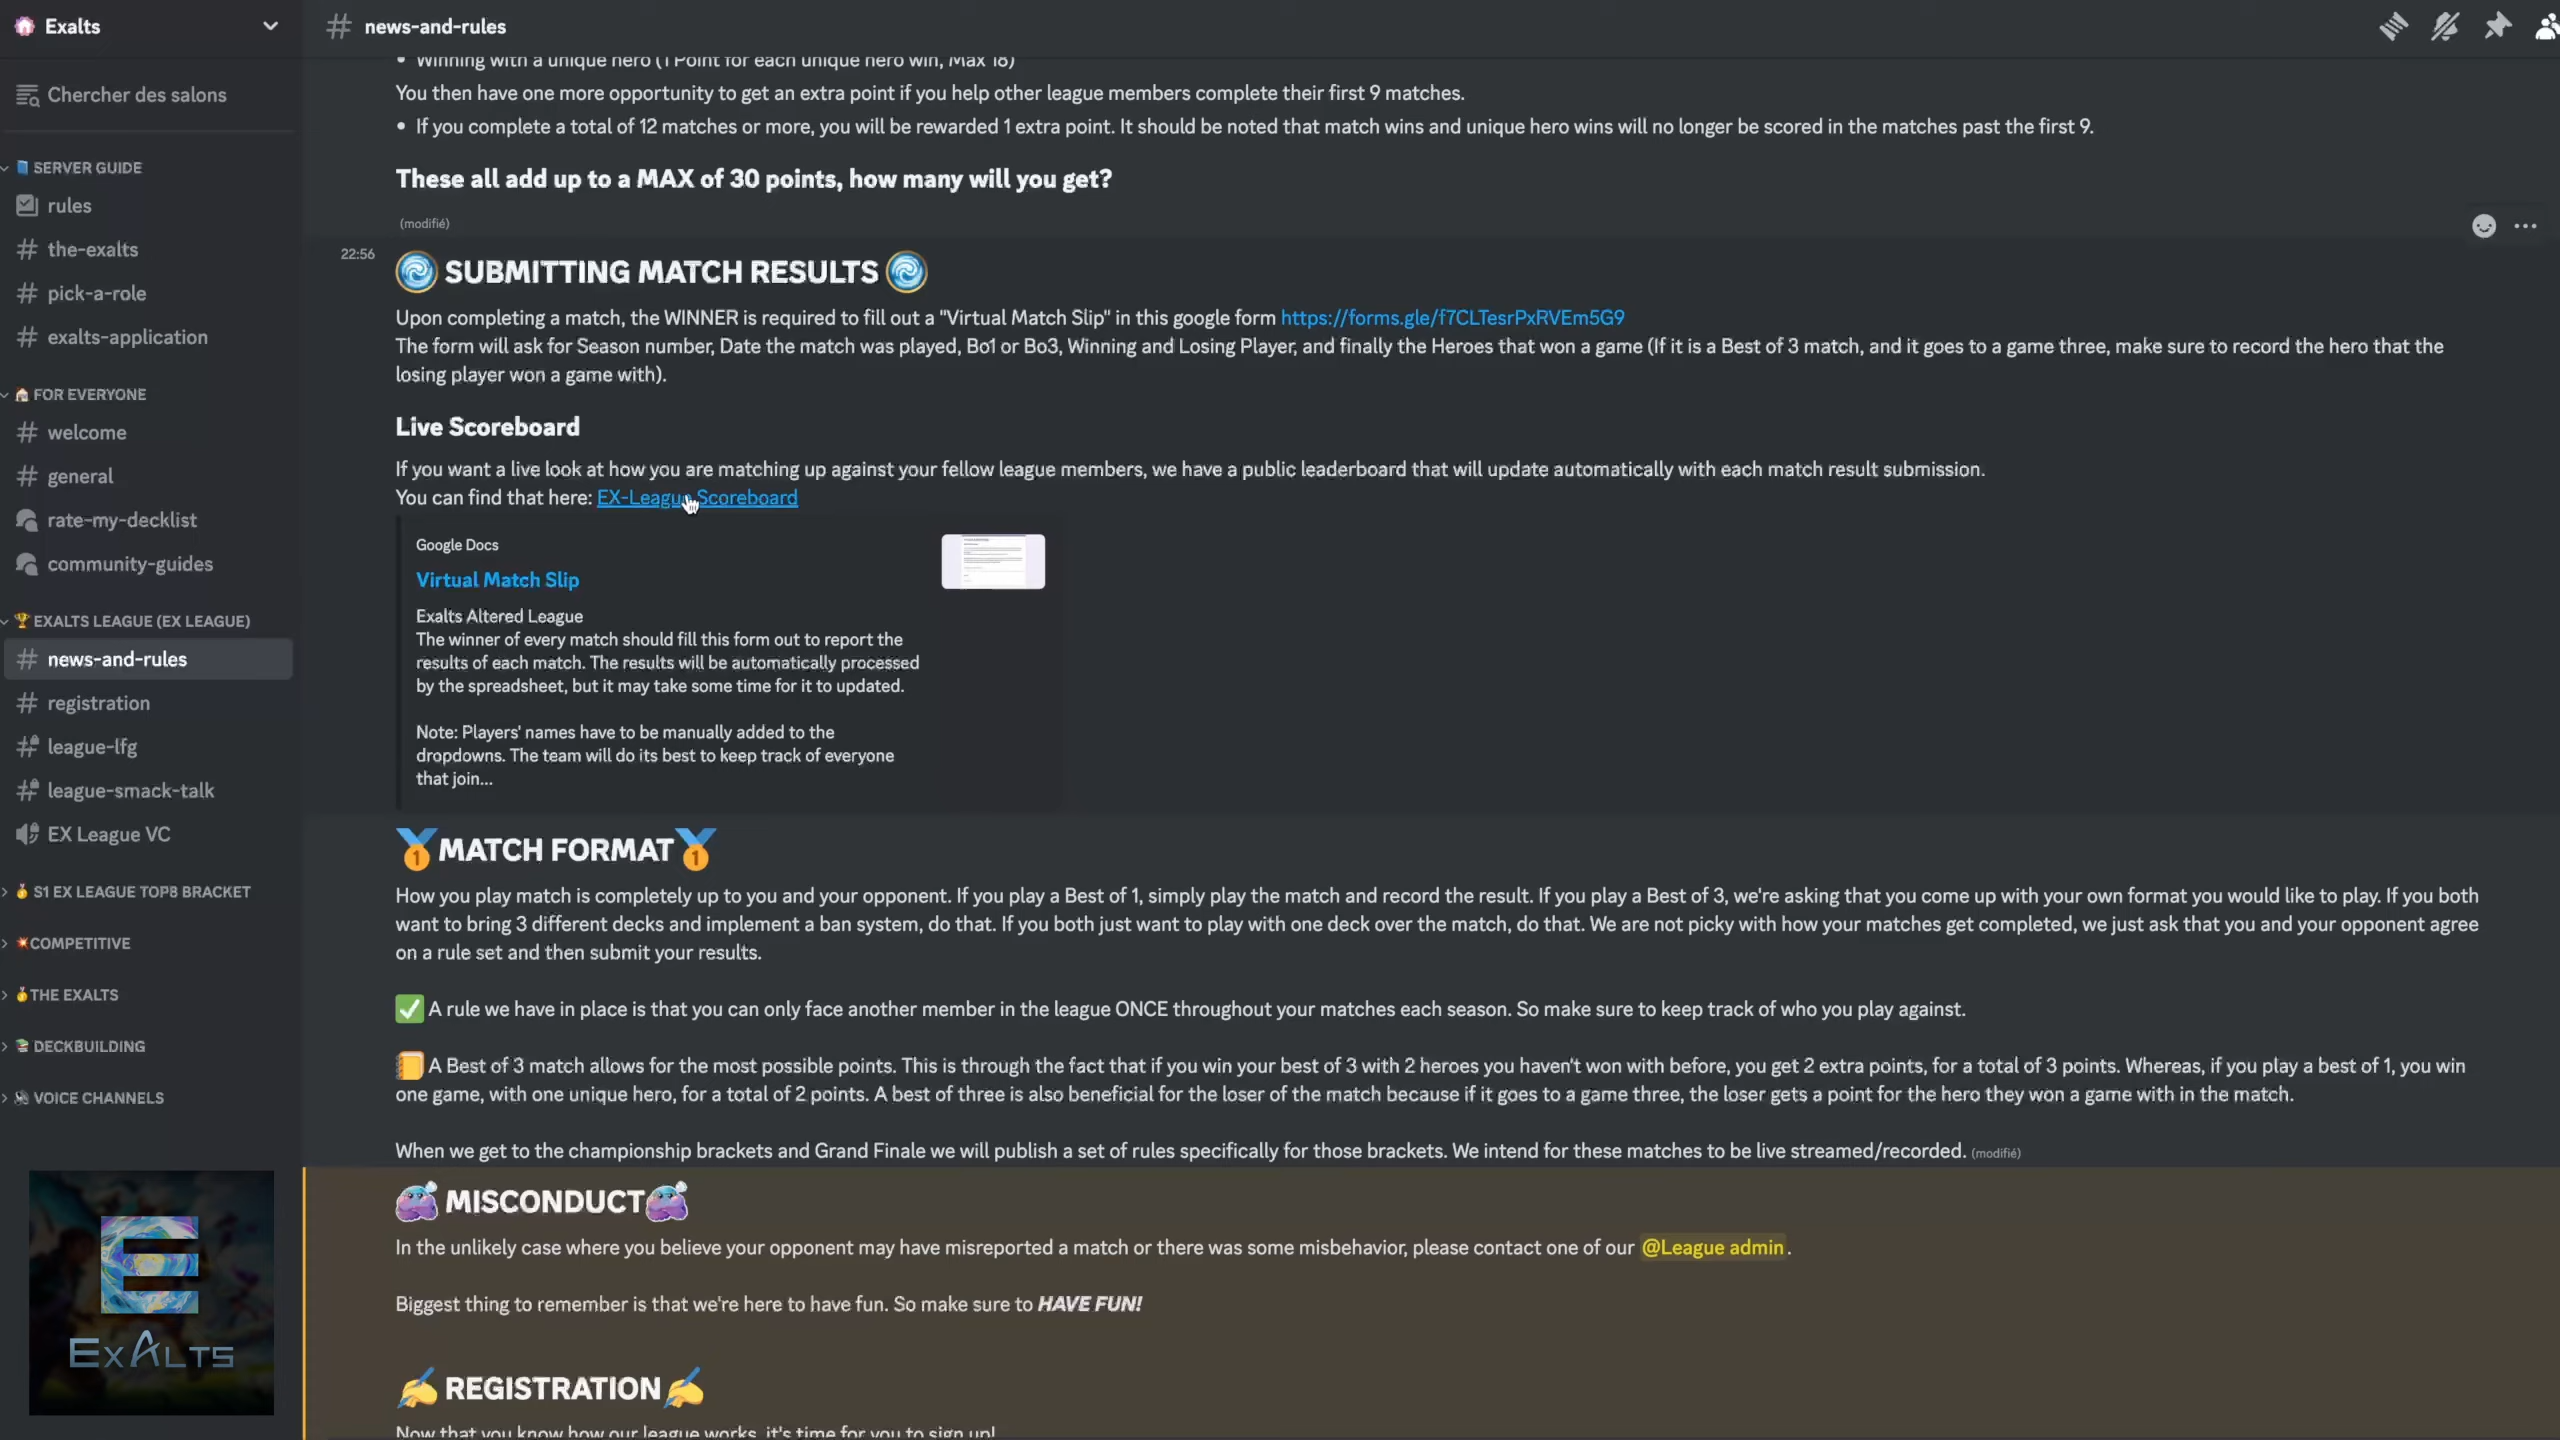 Exalts
news-and-rules
Chercher des salons
SERVER GUIDE
rules
the-exalts
pick-a-role
exalts-application
FOR EVERYONE
welcome
general
rate-my-decklist
community-guides
EXALTS LEAGUE (EX LEAGUE)
news-and-rules
registration
league-lfg
league-smack-talk
EX League VC
S1 EX LEAGUE TOP8 BRACKET
COMPETITIVE
THE EXALTS
DECKBUILDING
VOICE CHANNELS
EXALTS
• Winning with a unique hero (1 Point for each unique hero win, Max 18)
You then have one more opportunity to get an extra point if you help other league members complete their first 9 matches.
• If you complete a total of 12 matches or more, you will be rewarded 1 extra point. It should be noted that match wins and unique hero wins will no longer be scored in the matches past the first 9.
These all add up to a MAX of 30 points, how many will you get?
(modifié)
22:56
SUBMITTING MATCH RESULTS
Upon completing a match, the WINNER is required to fill out a "Virtual Match Slip" in this google form https://forms.gle/f7CLTesrPxRVEm5G9
The form will ask for Season number, Date the match was played, Bo1 or Bo3, Winning and Losing Player, and finally the Heroes that won a game (If it is a Best of 3 match, and it goes to a game three, make sure to record the hero that the
losing player won a game with).
Live Scoreboard
If you want a live look at how you are matching up against your fellow league members, we have a public leaderboard that will update automatically with each match result submission.
You can find that here: EX-League Scoreboard
Google Docs
Virtual Match Slip
Exalts Altered League
The winner of every match should fill this form out to report the
results of each match. The results will be automatically processed
by the spreadsheet, but it may take some time for it to updated.
Note: Players' names have to be manually added to the
dropdowns. The team will do its best to keep track of everyone
that join...
MATCH FORMAT
How you play match is completely up to you and your opponent. If you play a Best of 1, simply play the match and record the result. If you play a Best of 3, we're asking that you come up with your own format you would like to play. If you both
want to bring 3 different decks and implement a ban system, do that. If you both just want to play with one deck over the match, do that. We are not picky with how your matches get completed, we just ask that you and your opponent agree
on a rule set and then submit your results.
A rule we have in place is that you can only face another member in the league ONCE throughout your matches each season. So make sure to keep track of who you play against.
A Best of 3 match allows for the most possible points. This is through the fact that if you win your best of 3 with 2 heroes you haven't won with before, you get 2 extra points, for a total of 3 points. Whereas, if you play a best of 1, you win
one game, with one unique hero, for a total of 2 points. A best of three is also beneficial for the loser of the match because if it goes to a game three, the loser gets a point for the hero they won a game with in the match.
When we get to the championship brackets and Grand Finale we will publish a set of rules specifically for those brackets. We intend for these matches to be live streamed/recorded. (modifié)
MISCONDUCT
In the unlikely case where you believe your opponent may have misreported a match or there was some misbehavior, please contact one of our @League admin.
Biggest thing to remember is that we're here to have fun. So make sure to HAVE FUN!
REGISTRATION
Now that you know how our league works, it's time for you to sign up!